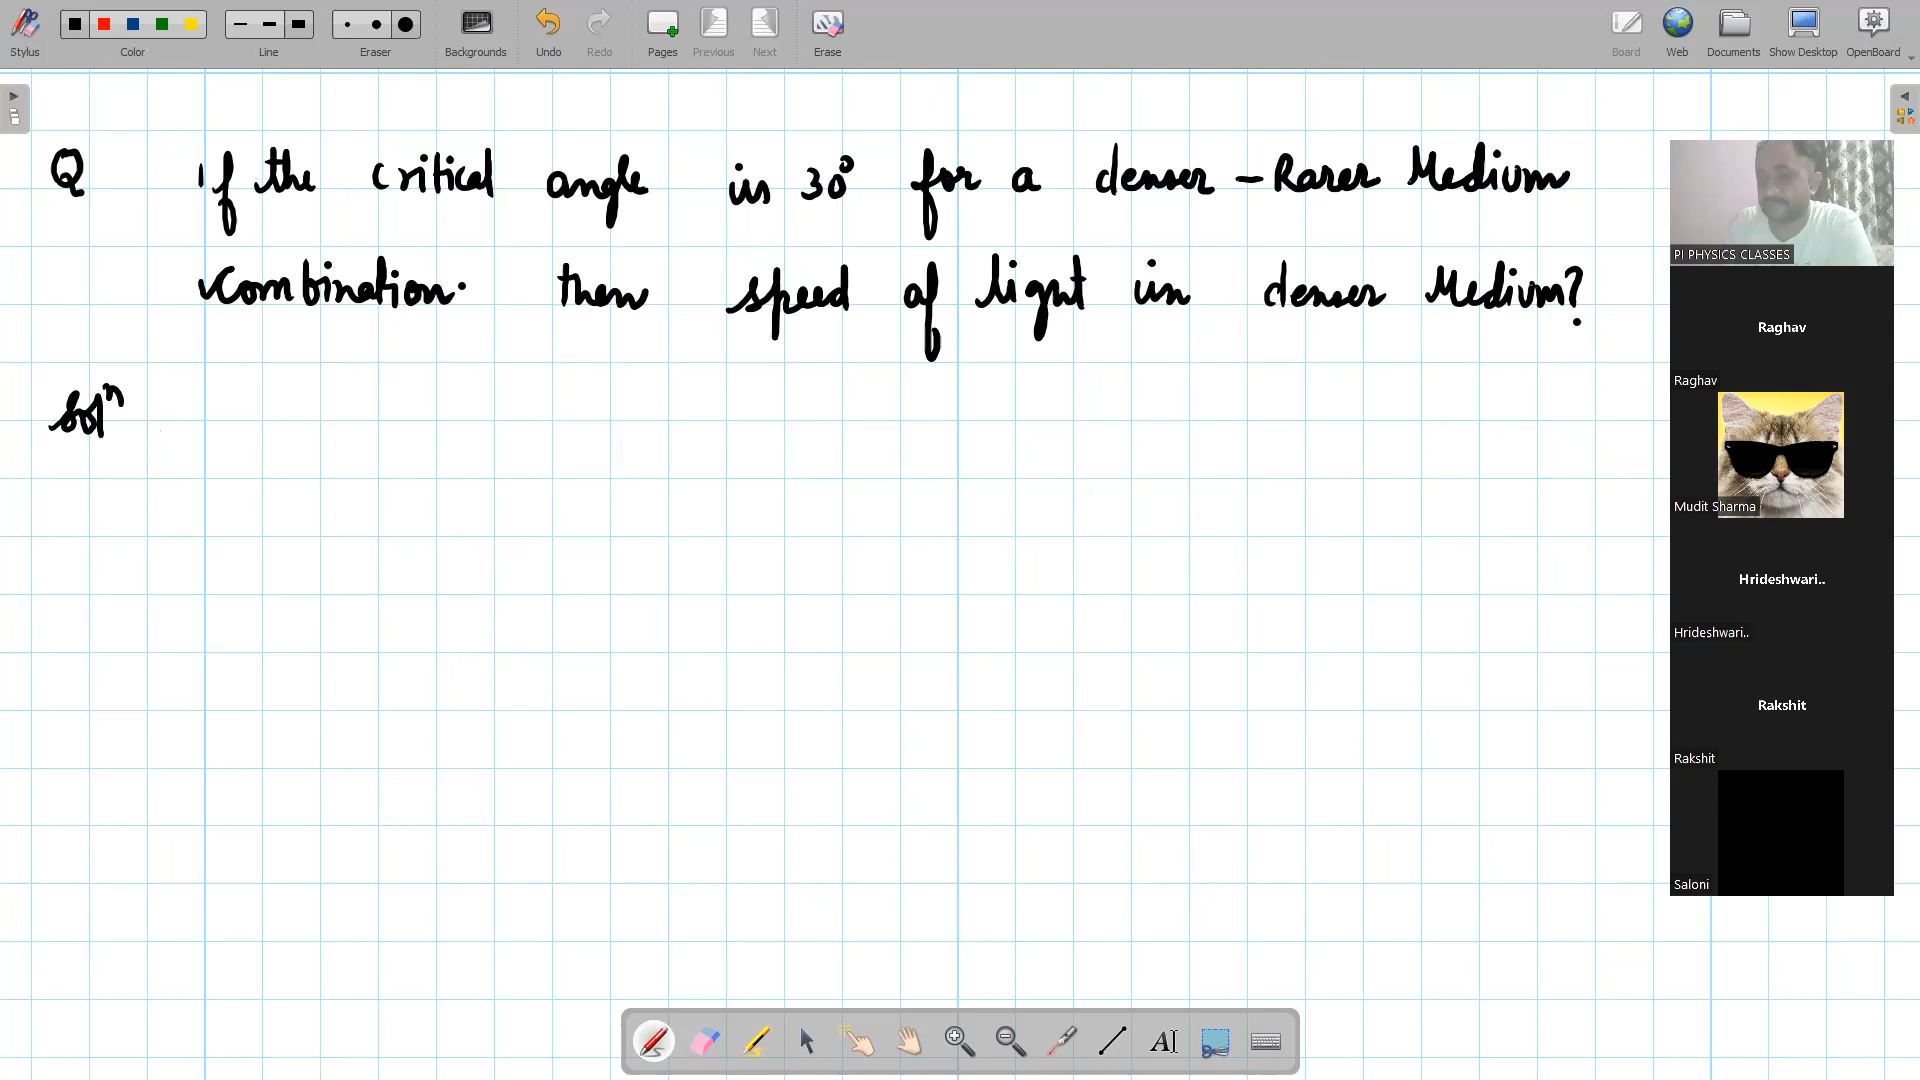 Stylus
Color
Line
Eraser
Backgrounds
Undo
Redo
Pages
Previous
Next
Erase
Board
Web
Documents
Show Desktop
OpenBoard
Q If the critical angle is 30° for a denser – Rarer Medium
combination. then speed of light in denser Medium?
solⁿ
PI PHYSICS CLASSES
Raghav
Raghav
Mudit Sharma
Hrideshwari..
Hrideshwari..
Rakshit
Rakshit
Saloni